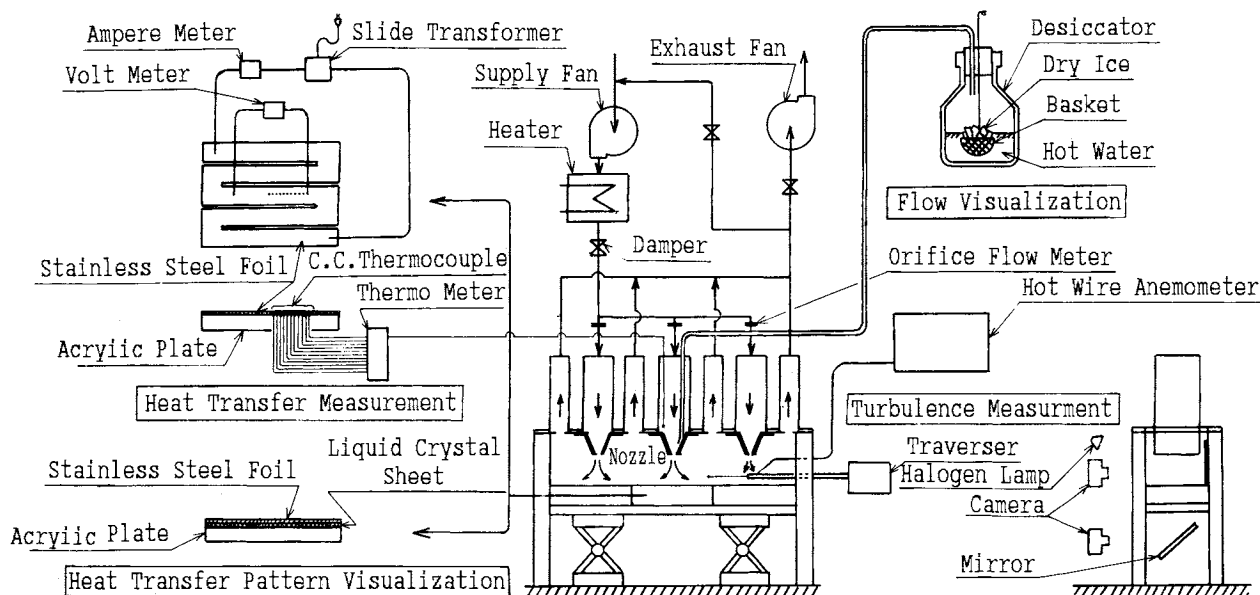 Ampere Meter
Slide Transformer
Volt Meter
Supply Fan
Exhaust Fan
Heater
Desiccator
Dry Ice
Basket
Hot Water
Flow Visualization
Damper
Stainless Steel Foil
C.C.Thermocouple
Thermo Meter
Acryiic Plate
Heat Transfer Measurement
Orifice Flow Meter
Hot Wire Anemometer
Turbulence Measurment
Nozzle
Traverser
Halogen Lamp
Camera
Mirror
Liquid Crystal
Sheet
Stainless Steel Foil
Acryiic Plate
Heat Transfer Pattern Visualization